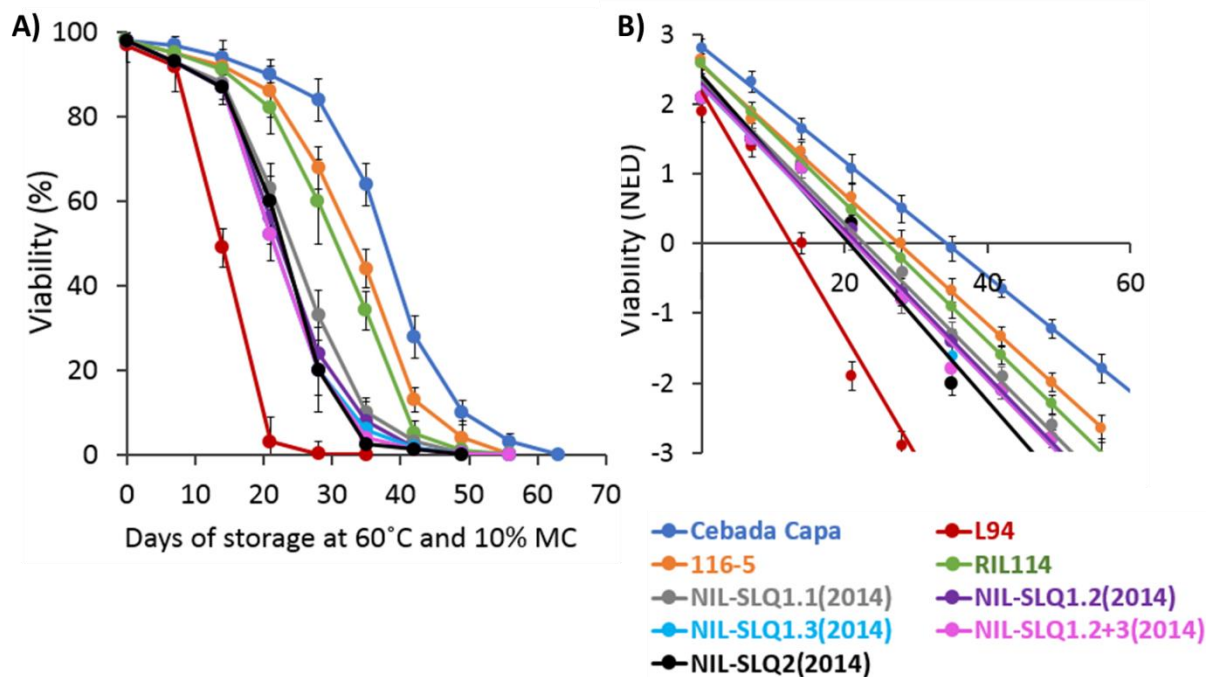 A)
100
80
60
40
20
0
Viability (%)
0 10 20 30 40 50 60 70
Days of storage at 60˚C and 10% MC
B)
3
2
1
0
-1
-2
-3
Viability (NED)
20 40 60
Cebada Capa
L94
116-5
RIL114
NIL-SLQ1.1(2014)
NIL-SLQ1.2(2014)
NIL-SLQ1.3(2014)
NIL-SLQ1.2+3(2014)
NIL-SLQ2(2014)